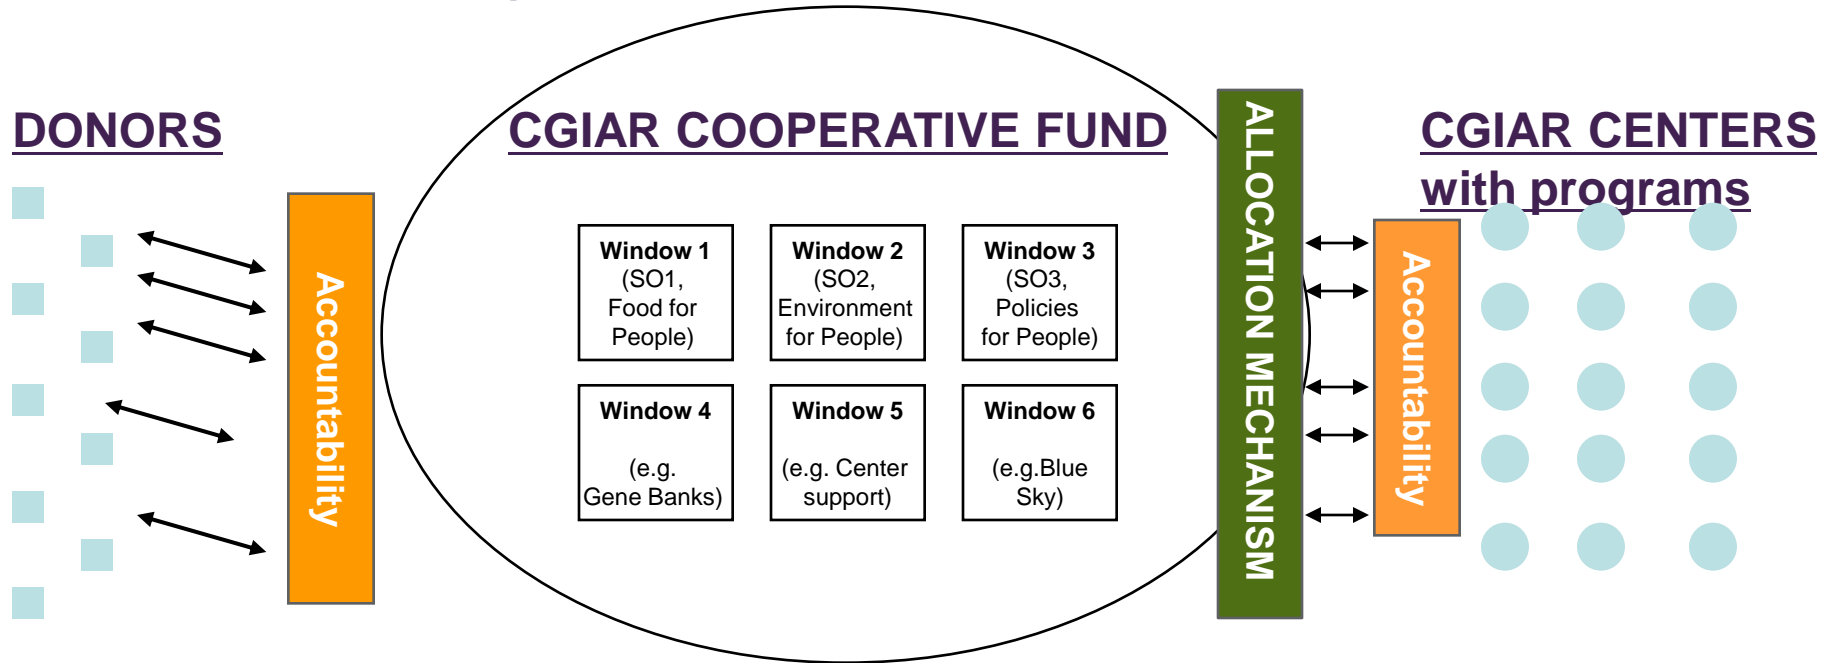 DONORS
CGIAR COOPERATIVE FUND
CGIAR CENTERS
with programs
Accountability
Window 1
(SO1,
Food for
People)
Window 2
(SO2,
Environment
for People)
Window 3
(SO3,
Policies
for People)
Window 4
(e.g.
Gene Banks)
Window 5
(e.g. Center
support)
Window 6
(e.g.Blue
Sky)
ALLOCATION MECHANISM
Accountability